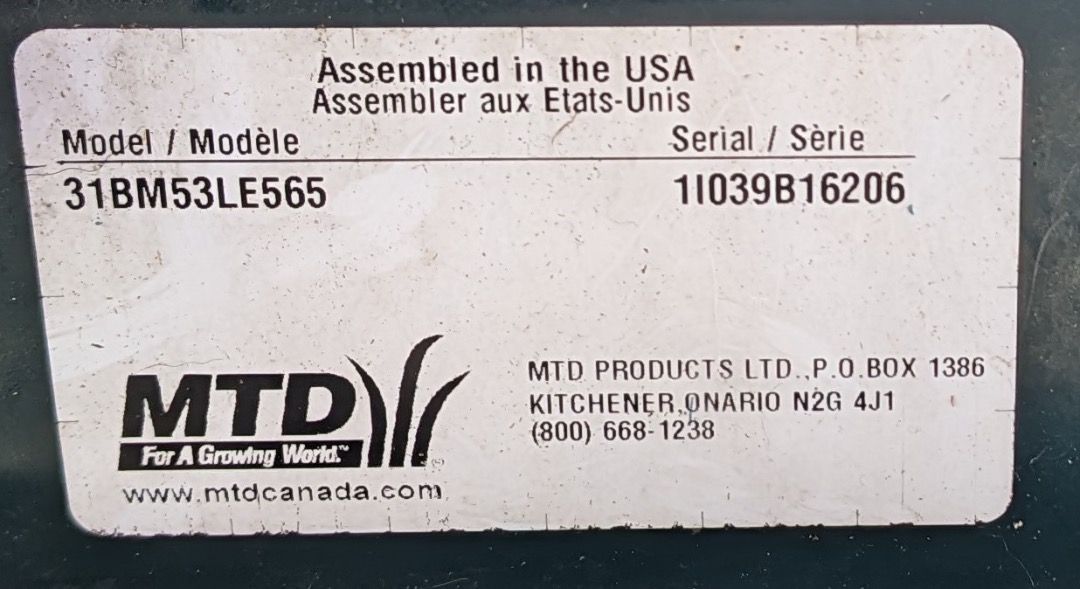 Assembled in the USA
Assembler aux Etats-Unis
Model / Modèle
Serial / Sèrie
31BM53LE565
1I039B16206
MTD
For A Growing World.™
www.mtdcanada.com
MTD PRODUCTS LTD.,P.O.BOX 1386
KITCHENER,ONARIO N2G 4J1
(800) 668-1238